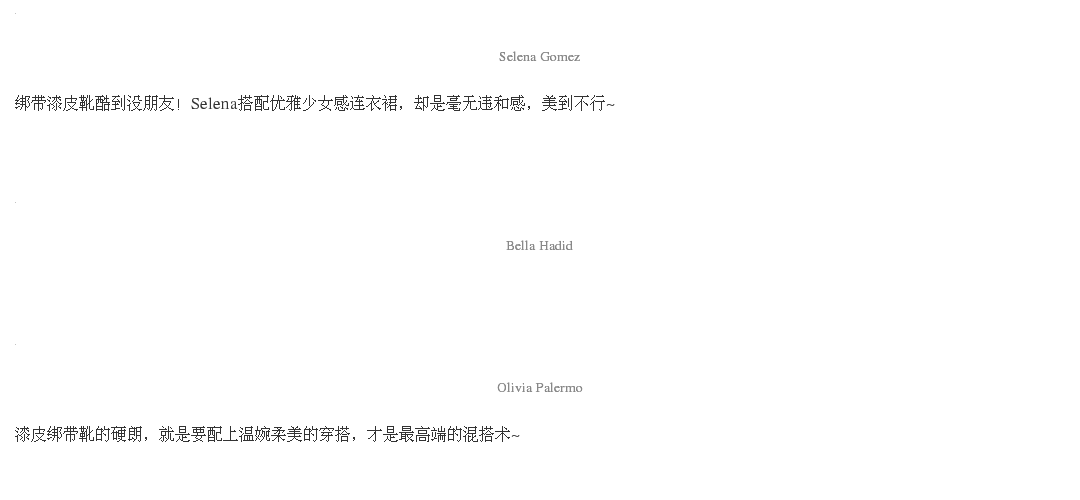 Selena Gomez
绑带漆皮靴酷到没朋友！Selena搭配优雅少女感连衣裙，却是毫无违和感，美到不行~
Bella Hadid
Olivia Palermo
漆皮绑带靴的硬朗，就是要配上温婉柔美的穿搭，才是最高端的混搭术~